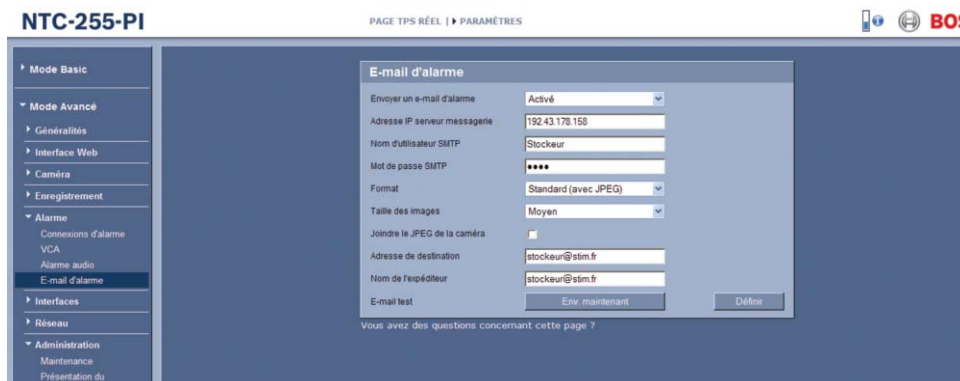 NTC-255-PI
PAGE TPS RÉEL | PARAMÈTRES
Mode Basic
Mode Avancé
Généralités
Interface Web
Caméra
Enregistrement
Alarme
Connexions d'alarme
VCA
Alarme audio
E-mail d'alarme
Interfaces
Réseau
Administration
Maintenance
Présentation du
E-mail d'alarme
Envoyer un e-mail d'alarme Activé
Adresse IP serveur messagerie 192.43.178.158
Nom d'utilisateur SMTP Stockeur
Mot de passe SMTP ●●●●
Format Standard (avec JPEG)
Taille des images Moyen
Joindre le JPEG de la caméra
Adresse de destination stockeur@stim.fr
Nom de l'expéditeur stockeur@stim.fr
E-mail test Env. maintenant Définir
Vous avez des questions concernant cette page ?